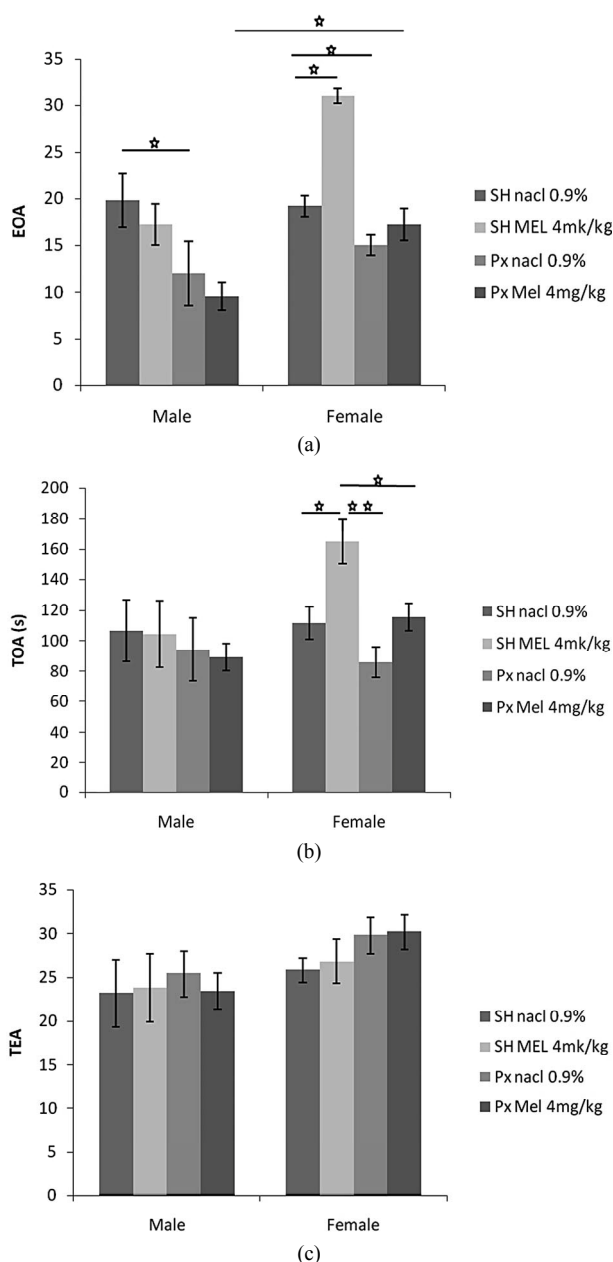 35
30
25
20
15
10
5
0
EOA
Male
Female
SH nacl 0.9%
SH MEL 4mk/kg
Px nacl 0.9%
Px Mel 4mg/kg
(a)
200
180
160
140
120
100
80
60
40
20
0
TOA (s)
Male
Female
SH nacl 0.9%
SH MEL 4mk/kg
Px nacl 0.9%
Px Mel 4mg/kg
(b)
35
30
25
20
15
10
5
0
TEA
Male
Female
SH nacl 0.9%
SH MEL 4mk/kg
Px nacl 0.9%
Px Mel 4mg/kg
(c)